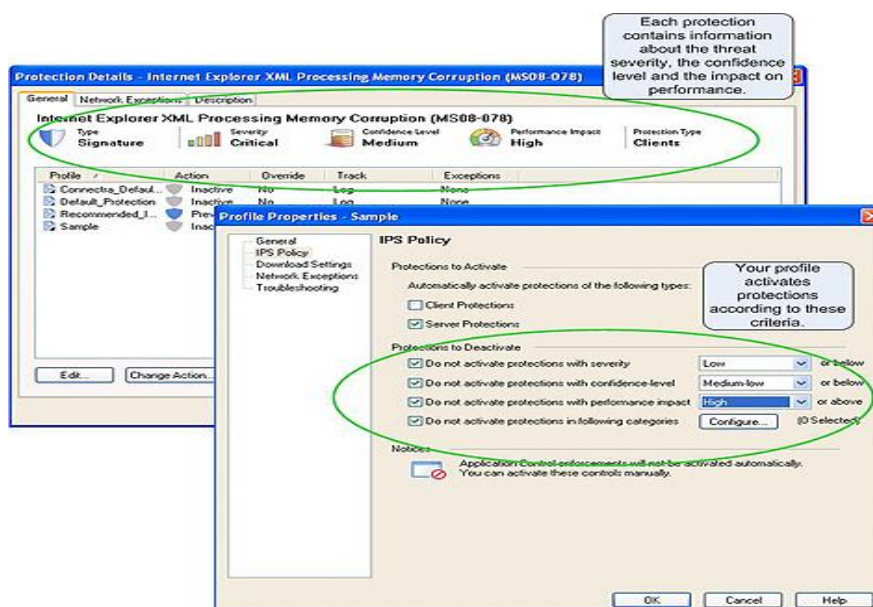 Each protection
contains information
about the threat
severity, the confidence
level and the impact on
performance.
Protection Details - Internet Explorer XML Processing Memory Corruption (MS08-078)
General Network Exceptions Description
Internet Explorer XML Processing Memory Corruption (MS08-078)
Type Severity Confidence Level Performance Impact Protection Type
Signature Critical Medium High Clients
Profile Action Override Track Exceptions
Connectra_Defaul... Inactive No Log None
Default_Protection Inactive No Log None
Recommended_I... Prev
Sample Inac
Edit... Change Action...
Profile Properties - Sample
General
IPS Policy
Download Settings
Network Exceptions
Troubleshooting
IPS Policy
Protections to Activate
Automatically activate protections of the following types:
Client Protections
Server Protections
Your profile
activates
protections
according to these
criteria.
Protections to Deactivate
Do not activate protections with severity Low or below
Do not activate protections with confidence-level Medium-low or below
Do not activate protections with performance impact High or above
Do not activate protections in following categories Configure... (0 Selected)
Notices
Application Control enforcements will not be activated automatically.
You can activate these controls manually.
OK Cancel Help